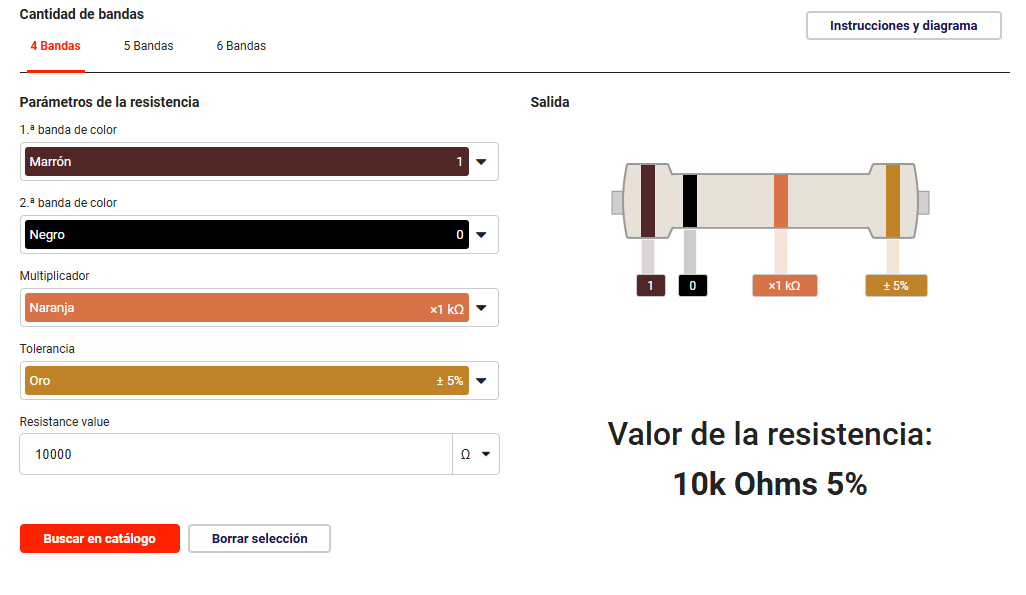 Cantidad de bandas
Instrucciones y diagrama
4 Bandas 5 Bandas 6 Bandas
Parámetros de la resistencia
Salida
1.ª banda de color
Marrón 1
2.ª banda de color
Negro 0
Multiplicador
Naranja ×1 kΩ
Tolerancia
Oro ± 5%
Resistance value
10000 Ω
Buscar en catálogo Borrar selección
1 0 ×1 kΩ ± 5%
Valor de la resistencia:
10k Ohms 5%